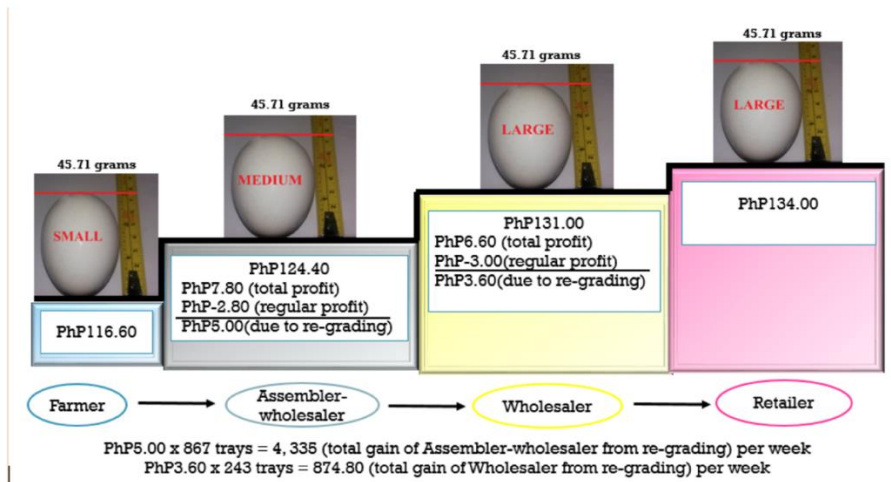 45.71 grams
SMALL
PhP116.60
45.71 grams
MEDIUM
PhP124.40
PhP7.80 (total profit)
PhP-2.80 (regular profit)
PhP5.00(due to re-grading)
45.71 grams
LARGE
PhP131.00
PhP6.60 (total profit)
PhP-3.00(regular profit)
PhP3.60(due to re-grading)
45.71 grams
LARGE
PhP134.00
Farmer
Assembler-
wholesaler
Wholesaler
Retailer
PhP5.00 x 867 trays = 4, 335 (total gain of Assembler-wholesaler from re-grading) per week
PhP3.60 x 243 trays = 874.80 (total gain of Wholesaler from re-grading) per week